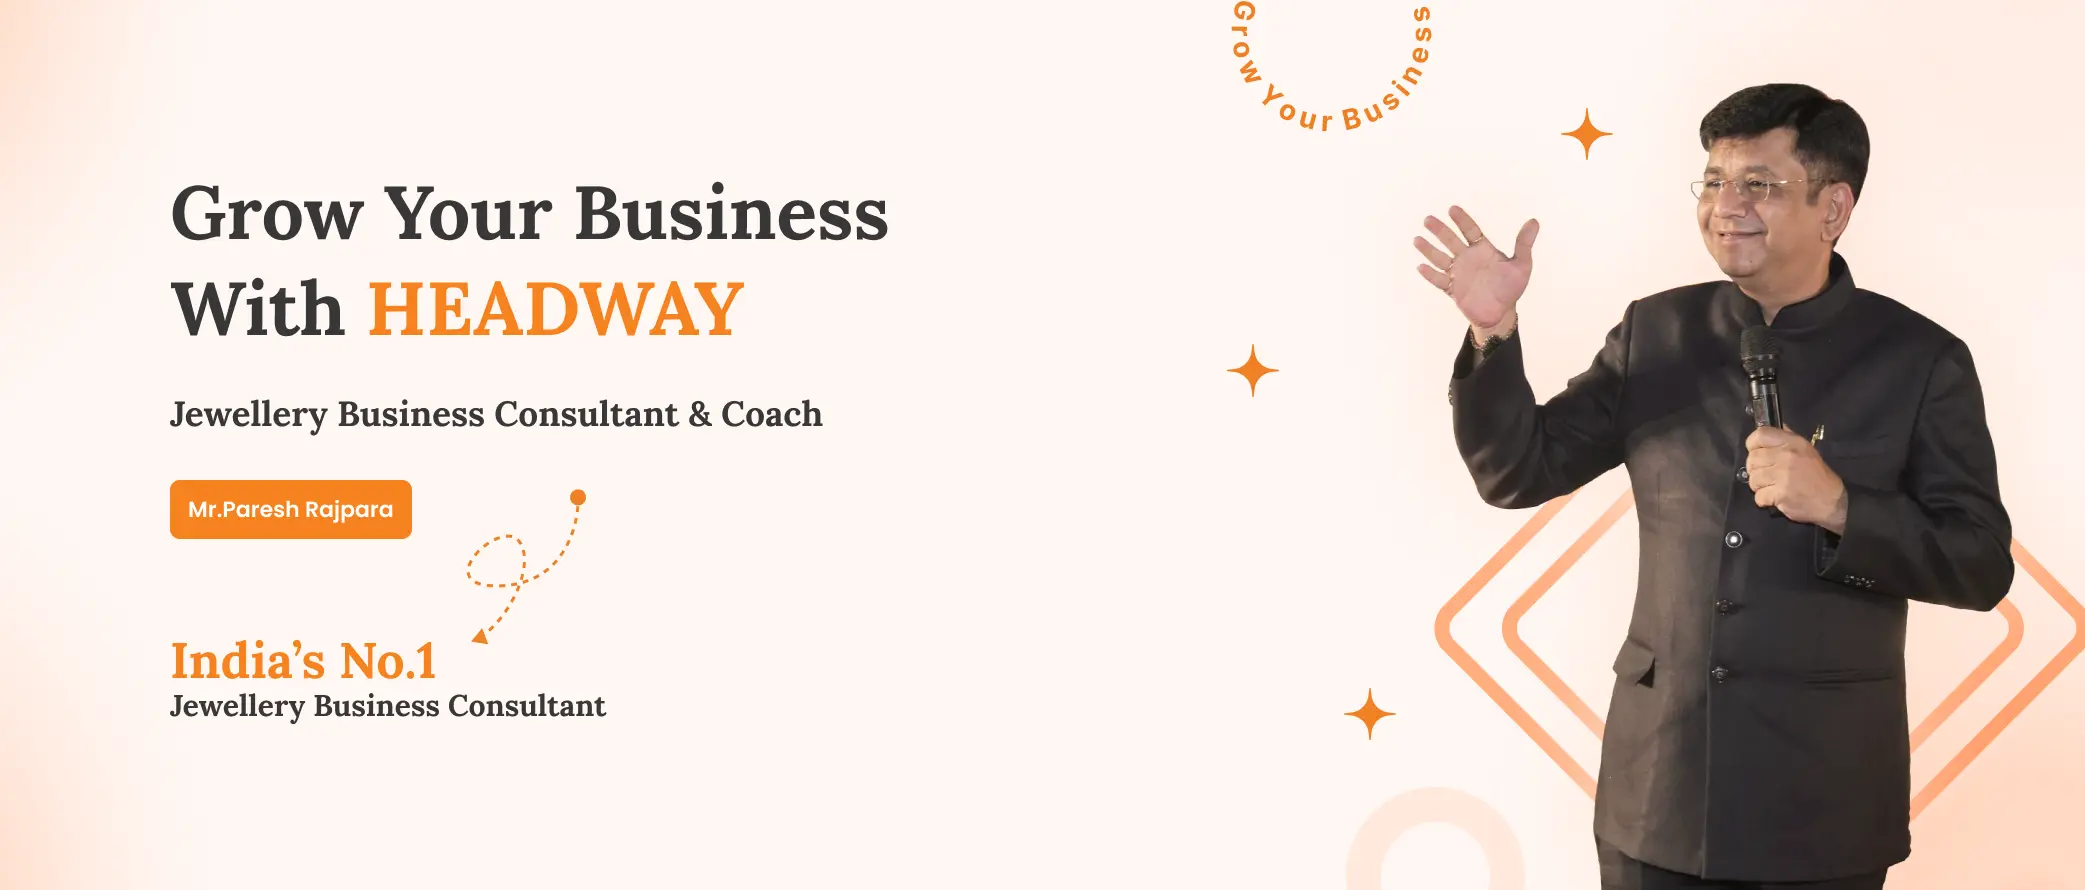 Grow Your Business
Grow Your Business
With HEADWAY
Jewellery Business Consultant & Coach
Mr.Paresh Rajpara
India’s No.1
Jewellery Business Consultant